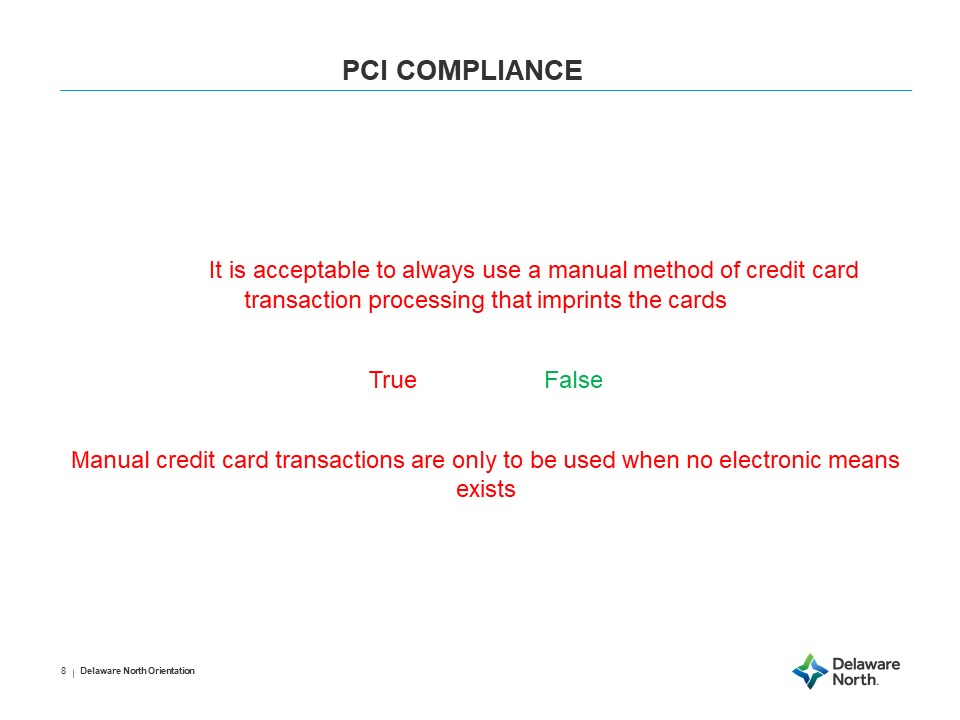 PCI COMPLIANCE
It is acceptable to always use a manual method of credit card
transaction processing that imprints the cards
True False
Manual credit card transactions are only to be used when no electronic means
exists
8 | Delaware North Orientation
Delaware
North.